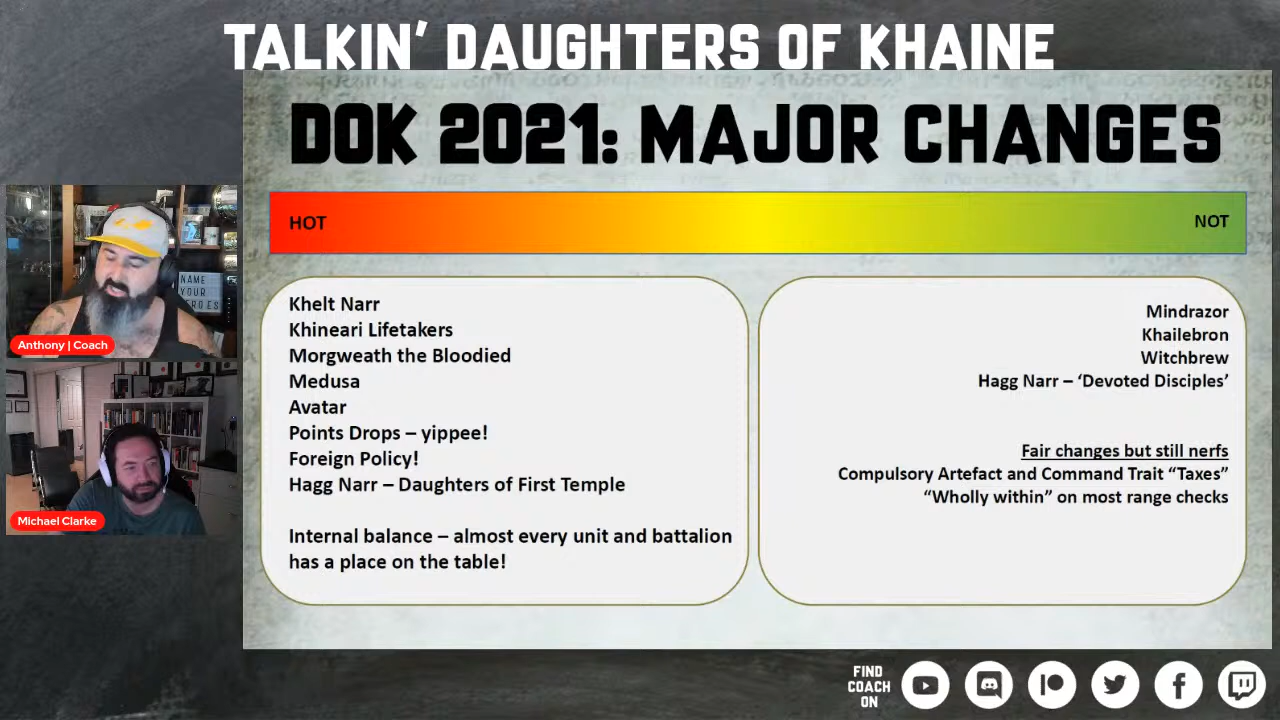 TALKIN' DAUGHTERS OF KHAINE
DOK 2021: MAJOR CHANGES
HOT
NOT
Khelt Narr
Khineari Lifetakers
Morgweath the Bloodied
Medusa
Avatar
Points Drops – yippee!
Foreign Policy!
Hagg Narr – Daughters of First Temple
Internal balance – almost every unit and battalion
has a place on the table!
Mindrazor
Khailebron
Witchbrew
Hagg Narr – ‘Devoted Disciples’
Fair changes but still nerfs
Compulsory Artefact and Command Trait “Taxes”
“Wholly within” on most range checks
NAME
YOUR
Anthony | Coach
Michael Clarke
FIND
COACH
ON